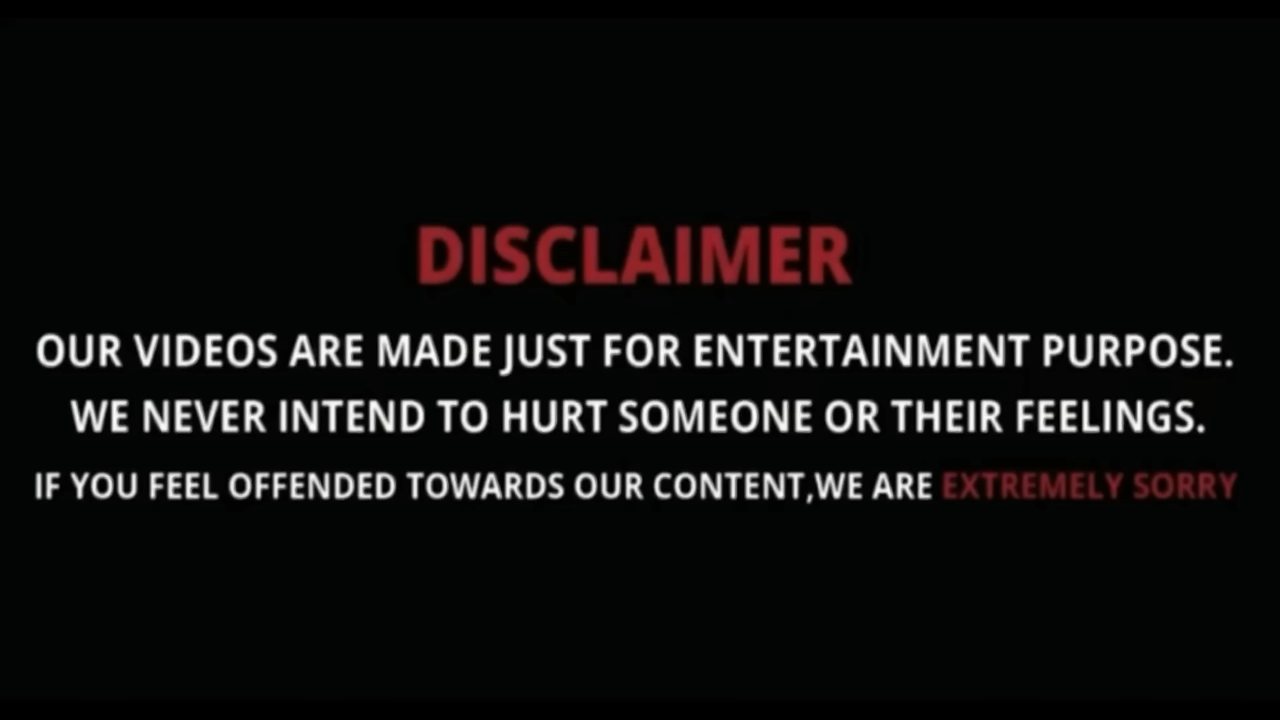 DISCLAIMER
OUR VIDEOS ARE MADE JUST FOR ENTERTAINMENT PURPOSE.
WE NEVER INTEND TO HURT SOMEONE OR THEIR FEELINGS.
IF YOU FEEL OFFENDED TOWARDS OUR CONTENT,WE ARE EXTREMELY SORRY